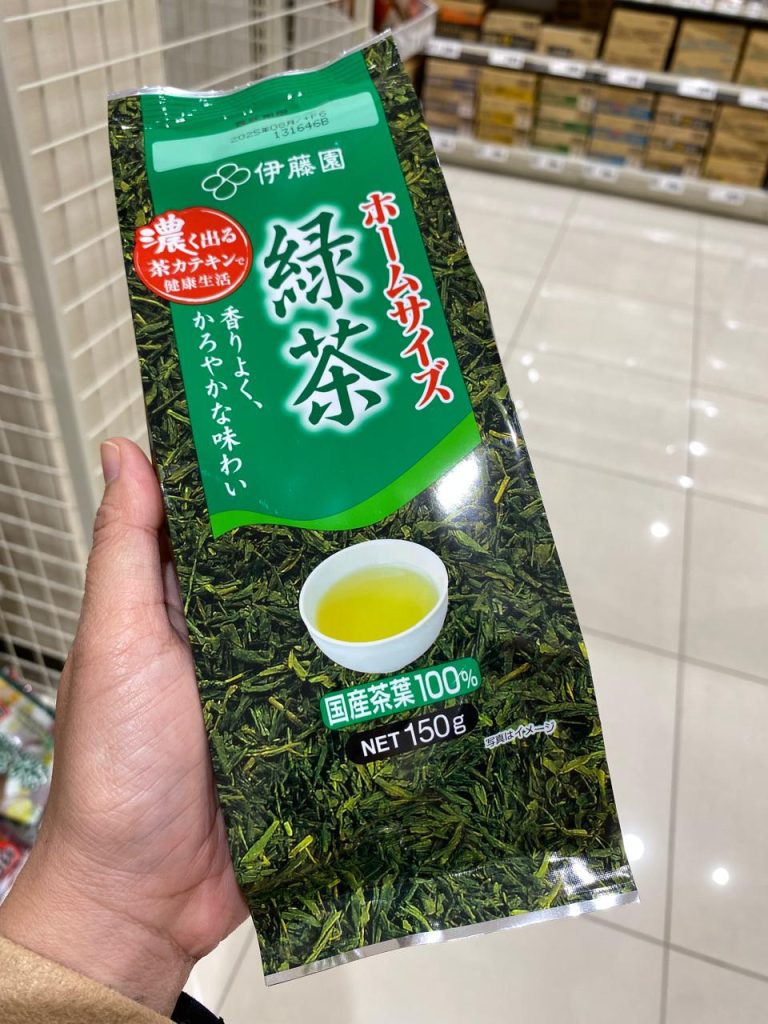 131646B
伊藤園
ホームサイズ
緑茶
濃く出る
茶カテキンで
健康生活
香りよく、
かろやかな味わい
国産茶葉100%
NET 150g
写真はイメージ